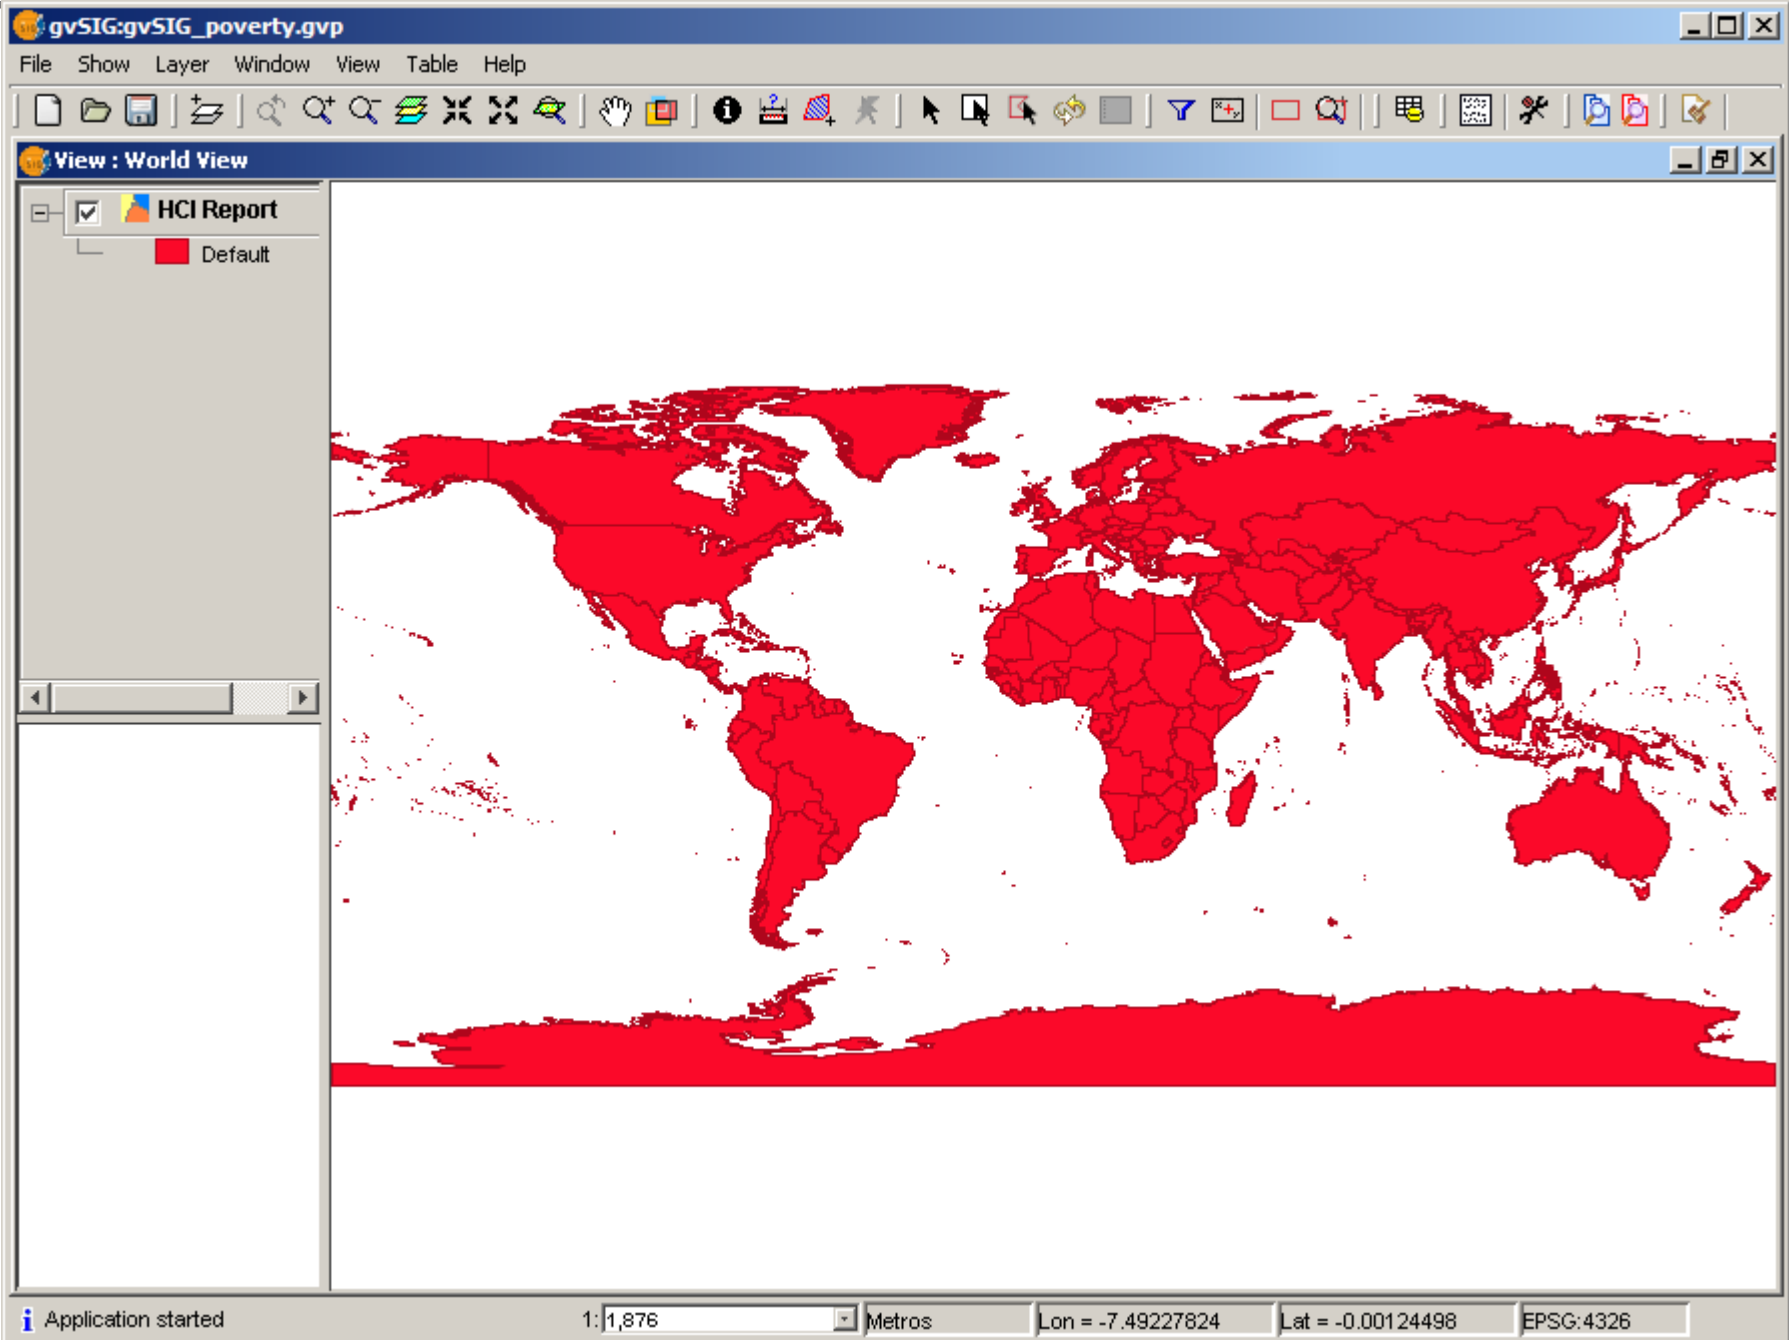 gvSIG:gvSIG_poverty.gvp
File Show Layer Window View Table Help
View : World View
HCI Report
Default
Application started
1: 1,876
Metros
Lon = -7.49227824
Lat = -0.00124498
EPSG:4326